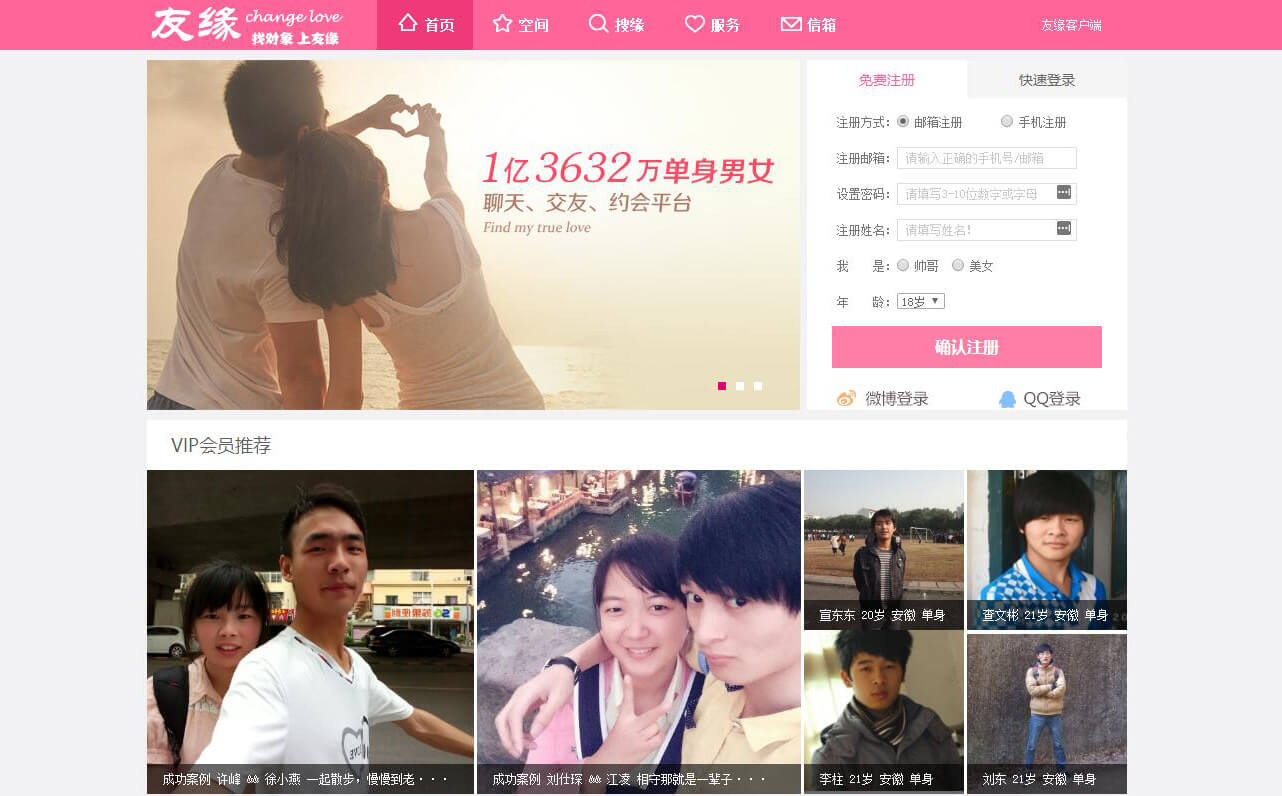 友缘 change love
找对象 上友缘
首页 空间 搜缘 服务 信箱
友缘客户端
1亿3632万单身男女
聊天、交友、约会平台
Find my true love
免费注册 快速登录
注册方式： 邮箱注册 手机注册
注册邮箱： 请输入正确的手机号/邮箱
设置密码： 请填写3-10位数字或字母
注册姓名： 请填写姓名!
我 是： 帅哥 美女
年 龄： 18岁
确认注册
微博登录 QQ登录
VIP会员推荐
宣东东 20岁 安徽 单身
查文彬 21岁 安徽 单身
成功案例 许峰 && 徐小燕 一起散步，慢慢到老···
成功案例 刘仕琛 && 江凌 相守那就是一辈子···
李柱 21岁 安徽 单身
刘东 21岁 安徽 单身